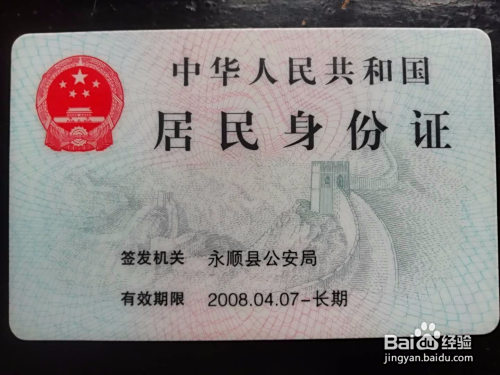 中华人民共和国
居民身份证
签发机关 永顺县公安局
有效期限 2008.04.07-长期
Bai du 经验
jingyan.baidu.com